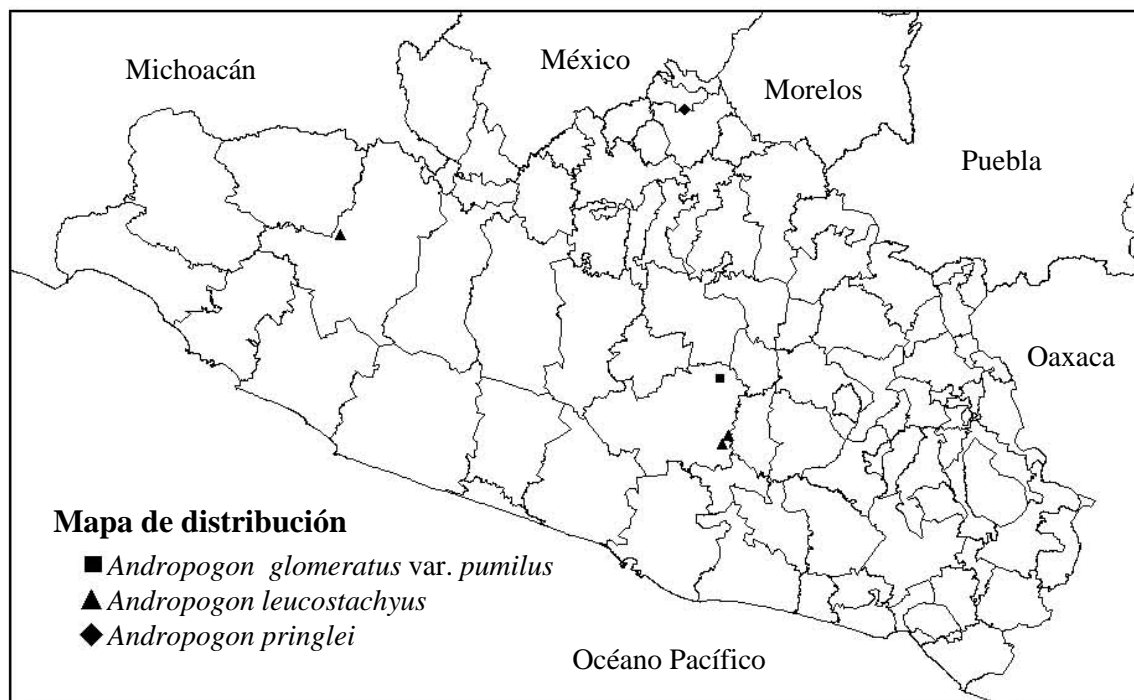 Michoacán
México
Morelos
Puebla
Oaxaca
Mapa de distribución
Andropogon glomeratus var. pumilus
Andropogon leucostachyus
Andropogon pringlei
Océano Pacífico